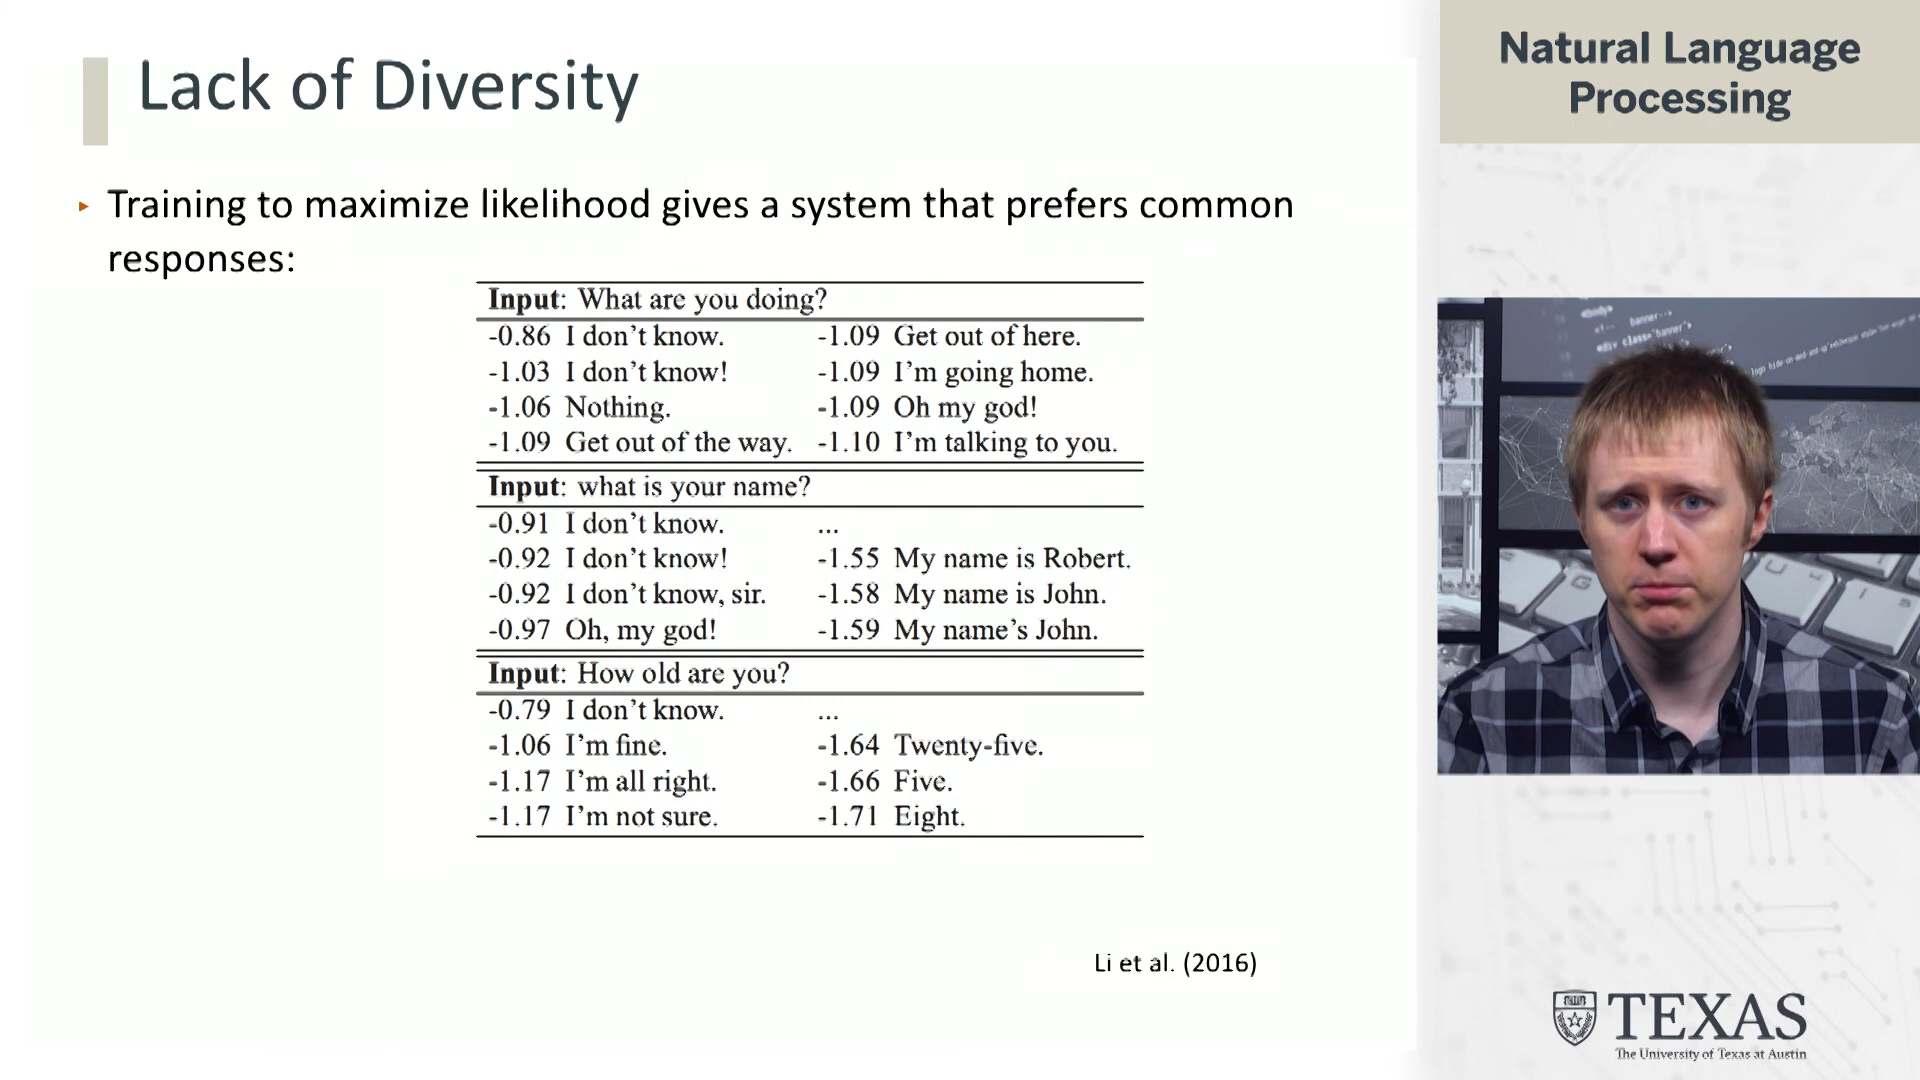 Lack of Diversity
▸ Training to maximize likelihood gives a system that prefers common
responses:
Input: What are you doing?
-0.86 I don't know. -1.09 Get out of here.
-1.03 I don't know! -1.09 I'm going home.
-1.06 Nothing. -1.09 Oh my god!
-1.09 Get out of the way. -1.10 I'm talking to you.
Input: what is your name?
-0.91 I don't know. ...
-0.92 I don't know! -1.55 My name is Robert.
-0.92 I don't know, sir. -1.58 My name is John.
-0.97 Oh, my god! -1.59 My name's John.
Input: How old are you?
-0.79 I don't know. ...
-1.06 I'm fine. -1.64 Twenty-five.
-1.17 I'm all right. -1.66 Five.
-1.17 I'm not sure. -1.71 Eight.
Li et al. (2016)
Natural Language
Processing
TEXAS
The University of Texas at Austin